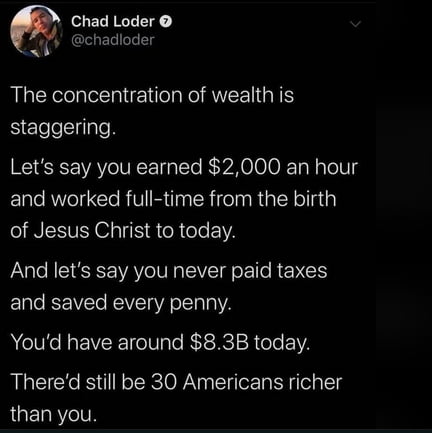 Chad Loder 7
@chadloder
The concentration of wealth is
staggering.
Let's say you earned $2,000 an hour
and worked full-time from the birth
of Jesus Christ to today.
And let's say you never paid taxes
and saved every penny.
You'd have around $8.3B today.
There'd still be 30 Americans richer
than you.